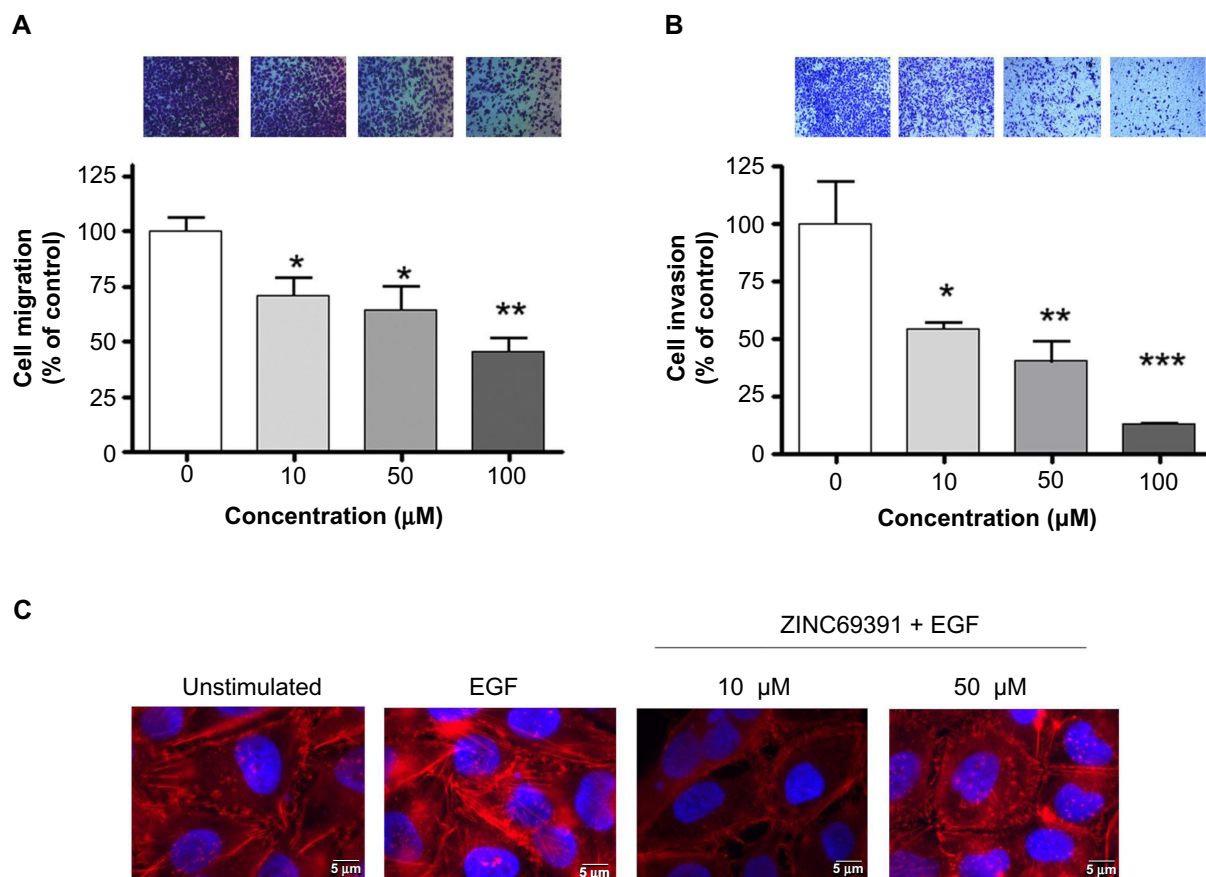 A
125
100
75
50
25
0
Cell migration
(% of control)
*
*
**
0 10 50 100
Concentration (μM)
B
125
100
75
50
25
0
Cell invasion
(% of control)
*
**
***
0 10 50 100
Concentration (µM)
C
ZINC69391 + EGF
Unstimulated EGF 10 µM 50 µM
5 µm 5 µm 5 µm 5 µm